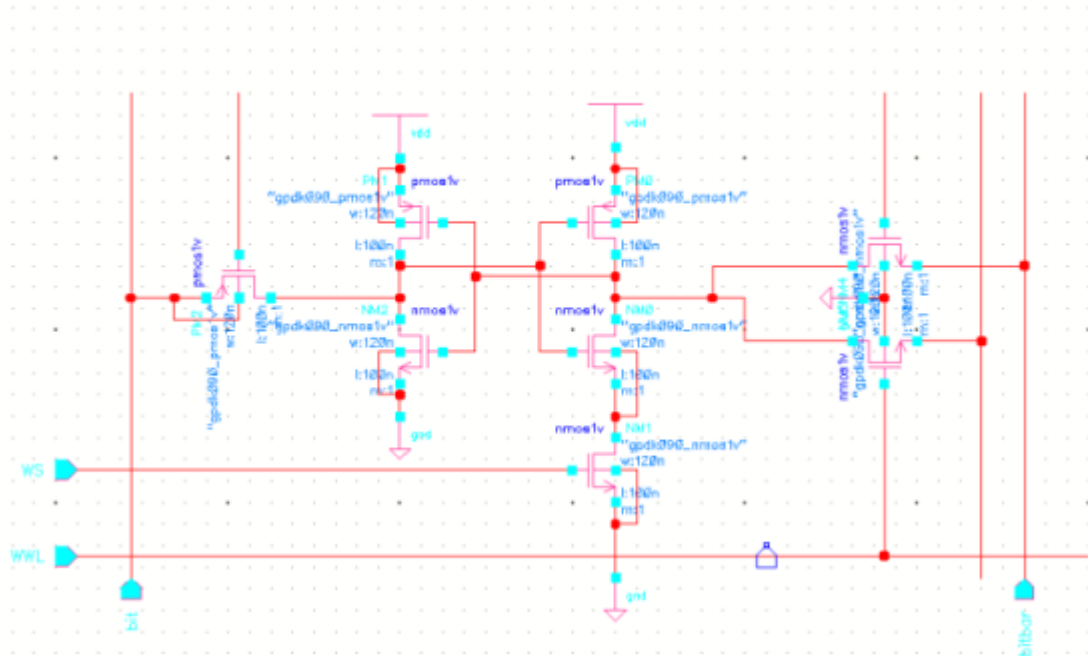 vdd
vdd
PM1
pmos1v
"gpdk090_pmos1v"
w:120n
l:100n
m:1
pmos1v
PM0
"gpdk090_pmos1v"
w:120n
l:100n
m:1
pmos1v
"gpdk090_pmos1v"
w:120n
l:100n
NM2
nmos1v
"gpdk090_nmos1v"
w:120n
l:100n
m:1
gnd
nmos1v
NM0
"gpdk090_nmos1v"
w:120n
l:100n
m:1
nmos1v
NM1
"gpdk090_nmos1v"
w:120n
l:100n
m:1
gnd
nmos1v
m:1
nmos1v
m:1
WS
WWL
bit
bitbar